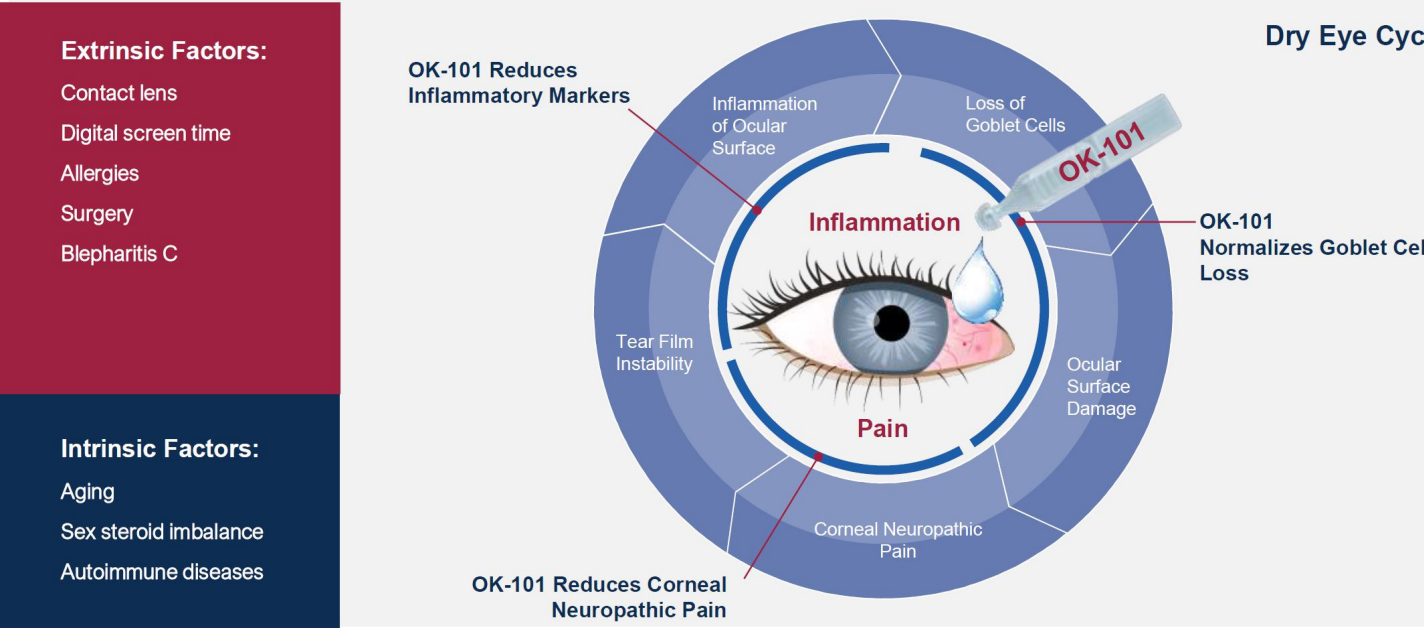 Extrinsic Factors:
Contact lens
Digital screen time
Allergies
Surgery
Blepharitis C
Intrinsic Factors:
Aging
Sex steroid imbalance
Autoimmune diseases
Dry Eye Cyc
OK-101 Reduces
Inflammatory Markers
Inflammation
of Ocular
Surface
Loss of
Goblet Cells
OK-101
OK-101
Normalizes Goblet Cel
Loss
Inflammation
Tear Film
Instability
Ocular
Surface
Damage
Pain
Corneal Neuropathic
Pain
OK-101 Reduces Corneal
Neuropathic Pain